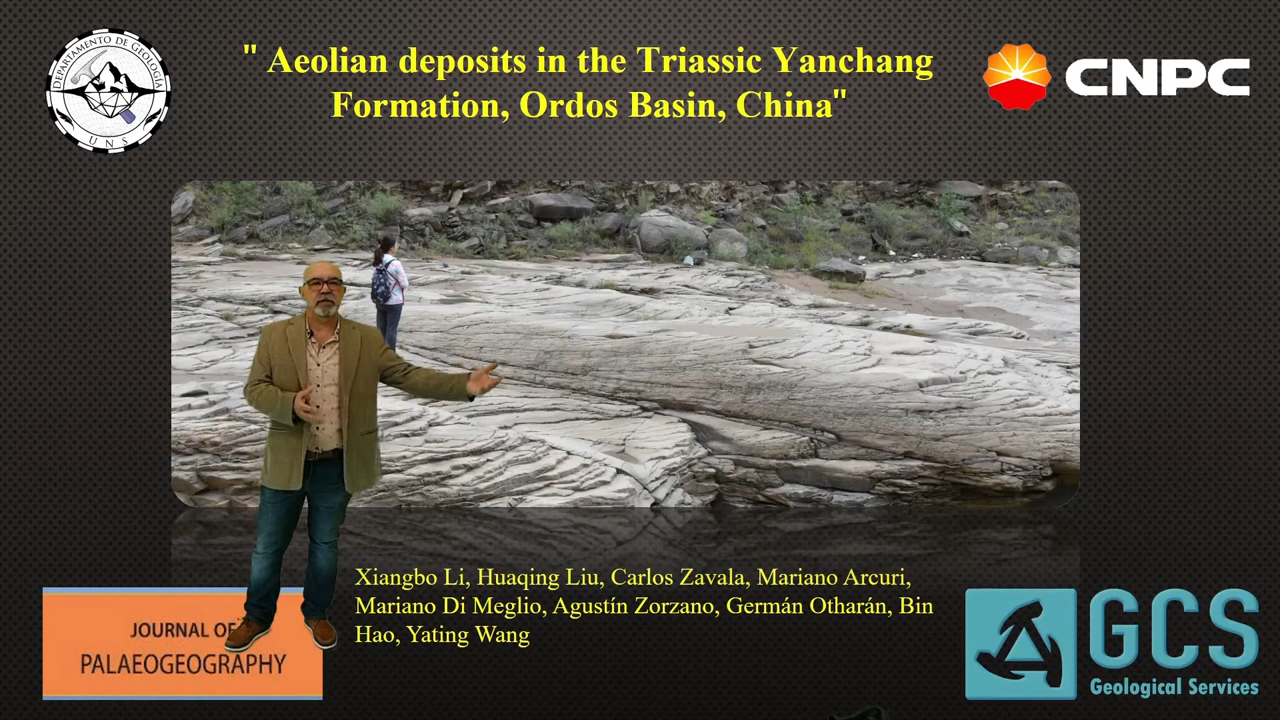 DEPARTAMENTO DE GEOLOGÍA
UNS
" Aeolian deposits in the Triassic Yanchang
Formation, Ordos Basin, China"
CNPC
Xiangbo Li, Huaqing Liu, Carlos Zavala, Mariano Arcuri,
Mariano Di Meglio, Agustín Zorzano, Germán Otharán, Bin
Hao, Yating Wang
JOURNAL OF
PALAEOGEOGRAPHY
GCS
Geological Services